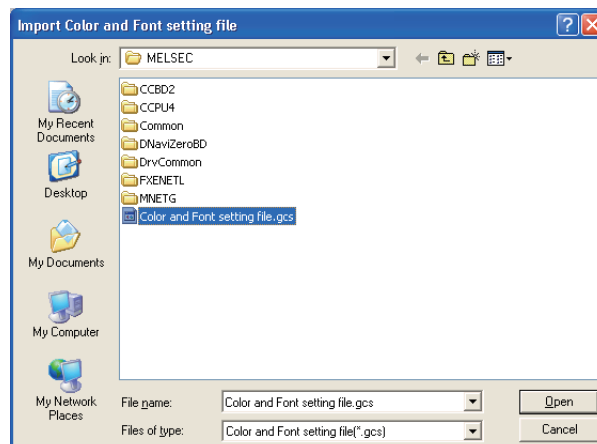 Import Color and Font setting file
Look in: MELSEC
CCBD2
CCPU4
Common
DNaviZeroBD
DrvCommon
FXENETL
MNETG
Color and Font setting file.gcs
My Recent
Documents
Desktop
My Documents
My Computer
My Network
Places
File name: Color and Font setting file.gcs Open
Files of type: Color and Font setting file(*.gcs) Cancel